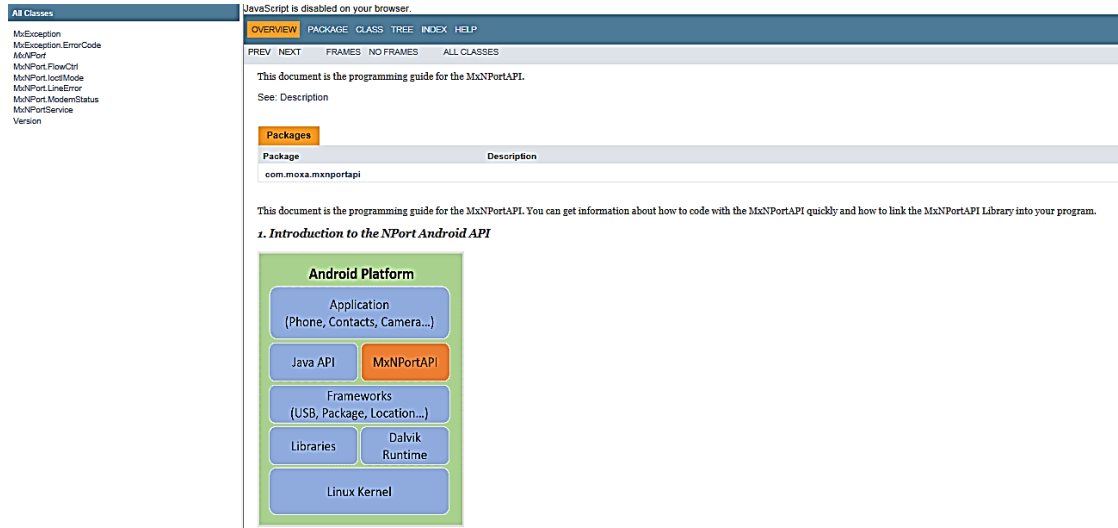 All Classes
MxException
MxException.ErrorCode
MxNPort
MxNPort.FlowCtrl
MxNPort.IoctlMode
MxNPort.LineError
MxNPort.ModemStatus
MxNPortService
Version
JavaScript is disabled on your browser.
OVERVIEW PACKAGE CLASS TREE INDEX HELP
PREV NEXT FRAMES NO FRAMES ALL CLASSES
This document is the programming guide for the MxNPortAPI.
See: Description
Packages
Package Description
com.moxa.mxnportapi
This document is the programming guide for the MxNPortAPI. You can get information about how to code with the MxNPortAPI quickly and how to link the MxNPortAPI Library into your program.
1. Introduction to the NPort Android API
Android Platform
Application
(Phone, Contacts, Camera...)
Java API MxNPortAPI
Frameworks
(USB, Package, Location...)
Libraries Dalvik
Runtime
Linux Kernel